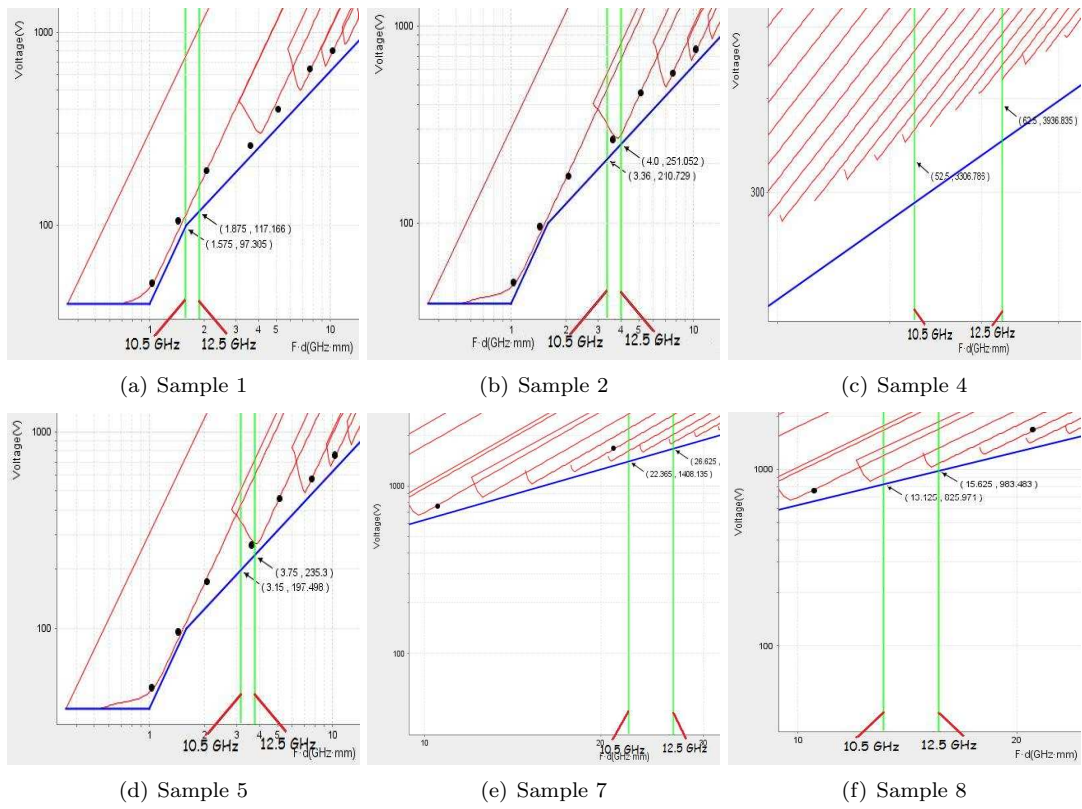 Voltage(V)
1000
100
( 1.875 , 117.166 )
( 1.575 , 97.305 )
1 2 3 4 5 10
10.5 GHz 12.5 GHz F·d(GHz·mm)
(a) Sample 1
Voltage(V)
1000
100
( 4.0 , 251.052 )
( 3.36 , 210.729 )
1 2 3 4 5 10
10.5 GHz 12.5 GHz F·d(GHz·mm)
(b) Sample 2
Voltage(V)
300
( 62.5 , 3936.835 )
( 52.5 , 3306.786 )
10.5 GHz 12.5 GHz
F·d(GHz·mm)
(c) Sample 4
Voltage(V)
1000
100
( 3.75 , 235.3 )
( 3.15 , 197.498 )
1 2 3 4 5 10
10.5 GHz 12.5 GHz F·d(GHz·mm)
(d) Sample 5
Voltage(V)
1000
100
( 26.625 ,
( 22.365 , 1408.135 )
10 20 30
10.5 GHz 12.5 GHz
F·d(GHz·mm)
(e) Sample 7
Voltage(V)
1000
100
( 15.625 , 983.483 )
( 13.125 , 825.971 )
10 20
10.5 GHz 12.5 GHz
F·d(GHz·mm)
(f) Sample 8